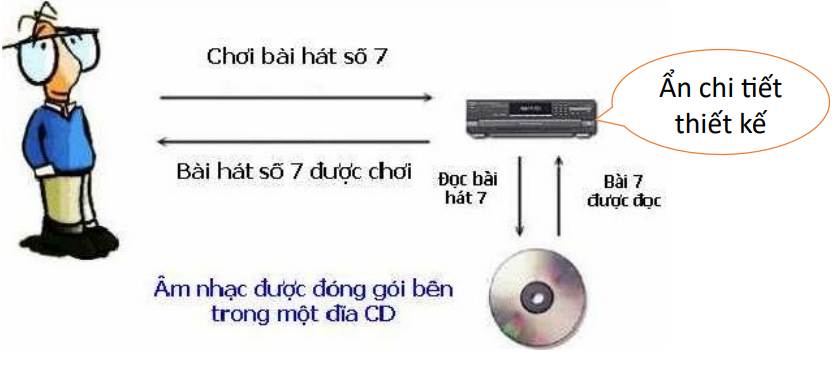 Chơi bài hát số 7
Ẩn chi tiết
thiết kế
Bài hát số 7 được chơi
Đọc bài
hát 7
Bài 7
được đọc
Âm nhạc được đóng gói bên
trong một đĩa CD